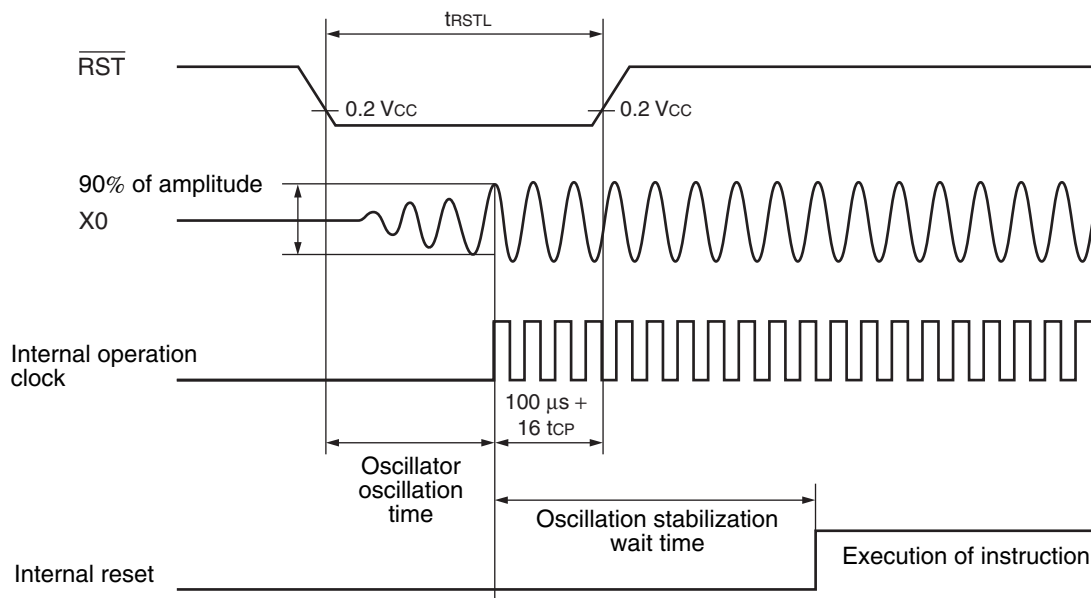 tRSTL
RST
0.2 VCC
0.2 VCC
90% of amplitude
X0
Internal operation
clock
100 μs +
16 tCP
Oscillator
oscillation
time
Oscillation stabilization
wait time
Execution of instruction
Internal reset